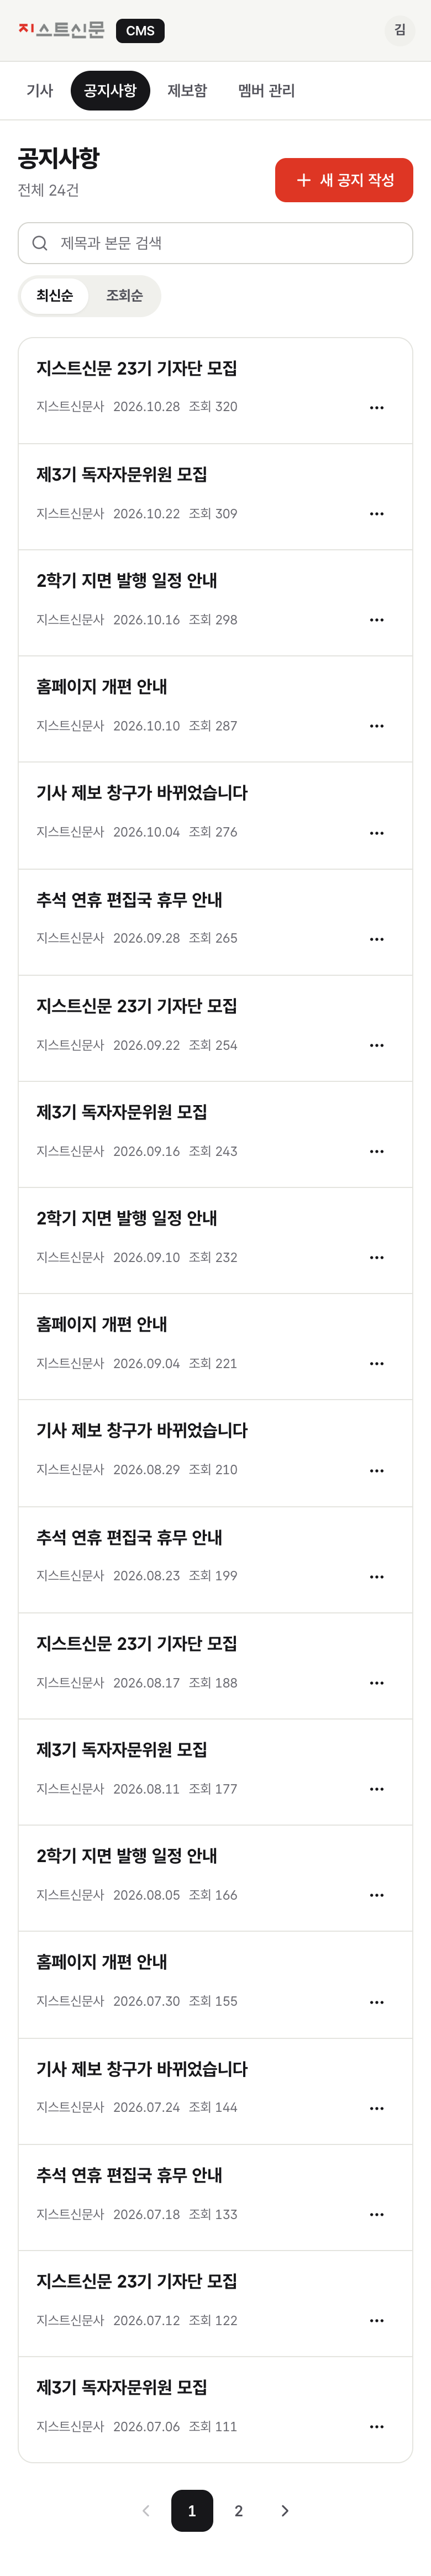 지스트신문 CMS 김
기사 공지사항 제보함 멤버 관리
공지사항
전체 24건
새 공지 작성
제목과 본문 검색
최신순 조회순
지스트신문 23기 기자단 모집
지스트신문사 2026.10.28 조회 320
제3기 독자자문위원 모집
지스트신문사 2026.10.22 조회 309
2학기 지면 발행 일정 안내
지스트신문사 2026.10.16 조회 298
홈페이지 개편 안내
지스트신문사 2026.10.10 조회 287
기사 제보 창구가 바뀌었습니다
지스트신문사 2026.10.04 조회 276
추석 연휴 편집국 휴무 안내
지스트신문사 2026.09.28 조회 265
지스트신문 23기 기자단 모집
지스트신문사 2026.09.22 조회 254
제3기 독자자문위원 모집
지스트신문사 2026.09.16 조회 243
2학기 지면 발행 일정 안내
지스트신문사 2026.09.10 조회 232
홈페이지 개편 안내
지스트신문사 2026.09.04 조회 221
기사 제보 창구가 바뀌었습니다
지스트신문사 2026.08.29 조회 210
추석 연휴 편집국 휴무 안내
지스트신문사 2026.08.23 조회 199
지스트신문 23기 기자단 모집
지스트신문사 2026.08.17 조회 188
제3기 독자자문위원 모집
지스트신문사 2026.08.11 조회 177
2학기 지면 발행 일정 안내
지스트신문사 2026.08.05 조회 166
홈페이지 개편 안내
지스트신문사 2026.07.30 조회 155
기사 제보 창구가 바뀌었습니다
지스트신문사 2026.07.24 조회 144
추석 연휴 편집국 휴무 안내
지스트신문사 2026.07.18 조회 133
지스트신문 23기 기자단 모집
지스트신문사 2026.07.12 조회 122
제3기 독자자문위원 모집
지스트신문사 2026.07.06 조회 111
1 2